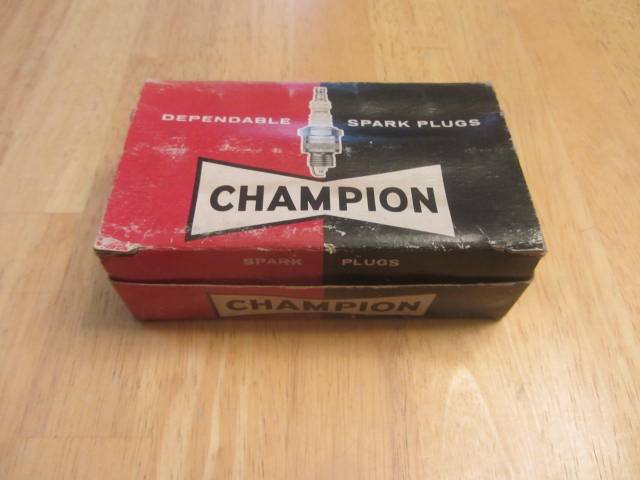 DEPENDABLE SPARK PLUGS
CHAMPION
SPARK PLUGS
CHAMPION